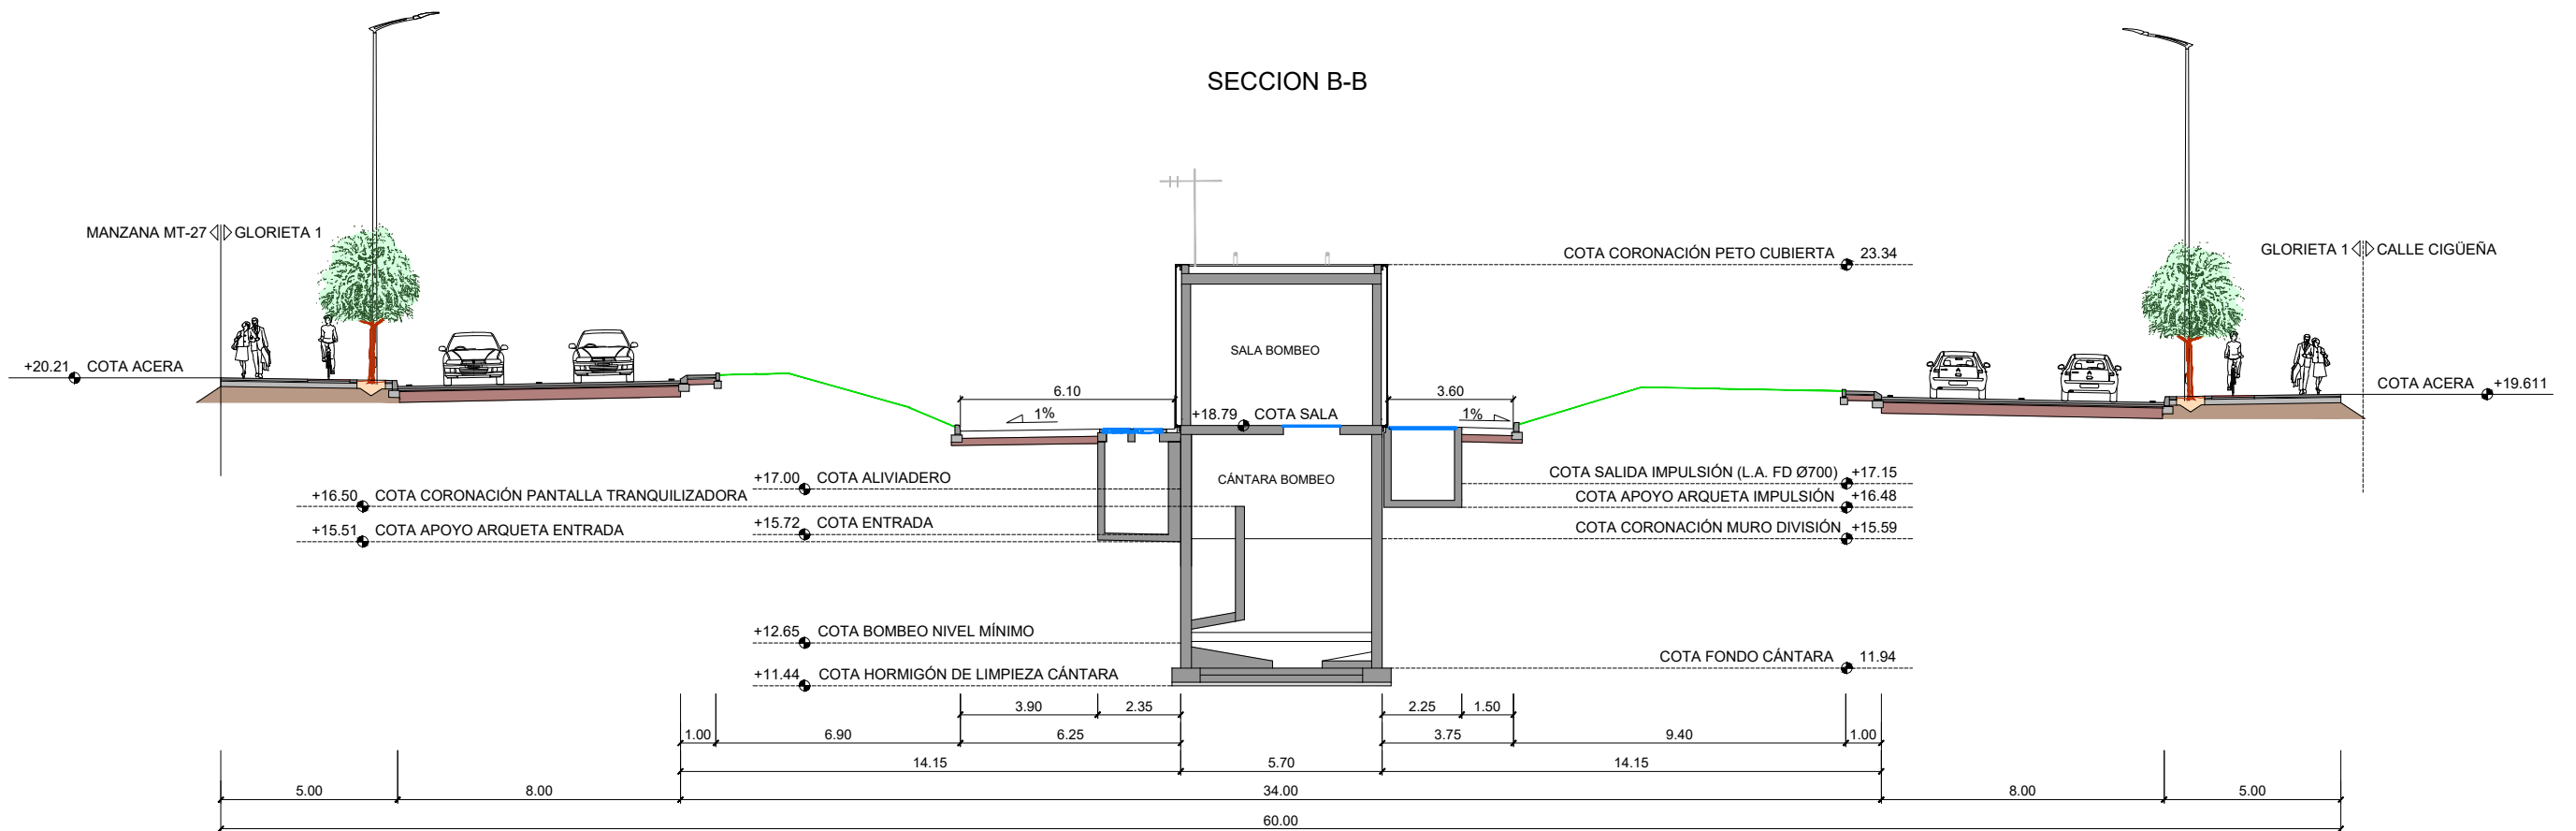 SECCION B-B
MANZANA MT-27 GLORIETA 1
GLORIETA 1 CALLE CIGÜEÑA
COTA CORONACIÓN PETO CUBIERTA 23.34
SALA BOMBEO
+20.21 COTA ACERA
COTA ACERA +19.611
6.10
3.60
1%
1%
+18.79 COTA SALA
CÁNTARA BOMBEO
+17.00 COTA ALIVIADERO
COTA SALIDA IMPULSIÓN (L.A. FD Ø700) +17.15
+16.50 COTA CORONACIÓN PANTALLA TRANQUILIZADORA
COTA APOYO ARQUETA IMPULSIÓN +16.48
+15.72 COTA ENTRADA
+15.51 COTA APOYO ARQUETA ENTRADA
COTA CORONACIÓN MURO DIVISIÓN +15.59
+12.65 COTA BOMBEO NIVEL MÍNIMO
COTA FONDO CÁNTARA 11.94
+11.44 COTA HORMIGÓN DE LIMPIEZA CÁNTARA
3.90 2.35 2.25 1.50
1.00 6.90 6.25 3.75 9.40 1.00
14.15 5.70 14.15
5.00 8.00 34.00 8.00 5.00
60.00